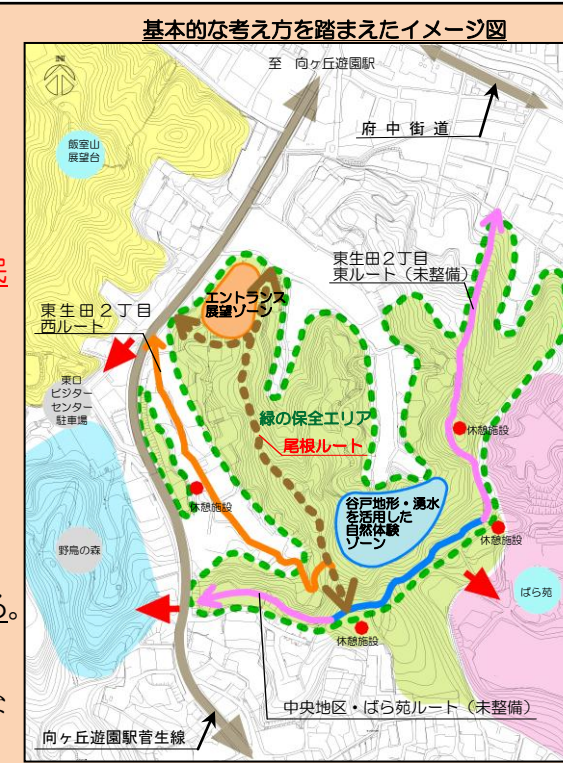 基本的な考え方を踏まえたイメージ図
至 向ヶ丘遊園駅
府中街道
飯室山
展望台
東生田2丁目
東ルート（未整備）
エントランス
展望ゾーン
東生田2丁目
西ルート
東口
ビジター
センター
駐車場
緑の保全エリア
尾根ルート
休憩施設
休憩施設
谷戸地形・湧水
を活用した
自然体験
ゾーン
休憩施設
野鳥の森
ばら苑
る。
休憩施設
な
中央地区・ばら苑ルート（未整備）
向ヶ丘遊園駅菅生線